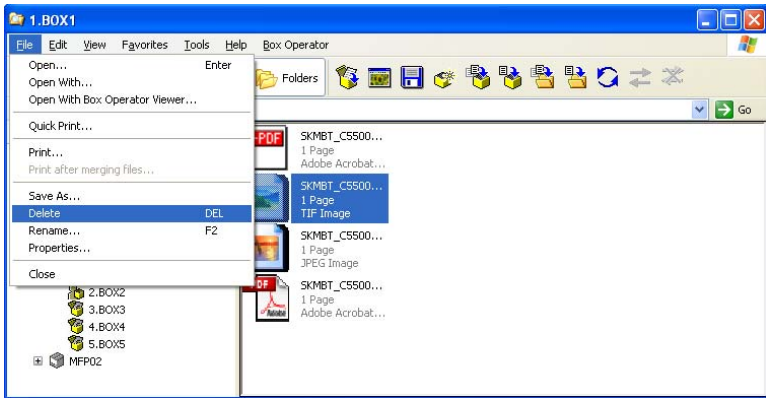 1.BOX1
File Edit View Favorites Tools Help Box Operator
Open... Enter
Open With...
Open With Box Operator Viewer...
Quick Print...
Print...
Print after merging files...
Save As...
Delete DEL
Rename... F2
Properties...
Close
Folders
Go
PDF
SKMBT_C5500...
1 Page
Adobe Acrobat...
SKMBT_C5500...
1 Page
TIF Image
SKMBT_C5500...
1 Page
JPEG Image
SKMBT_C5500...
1 Page
Adobe Acrobat...
Adobe
2.BOX2
3.BOX3
4.BOX4
5.BOX5
MFP02